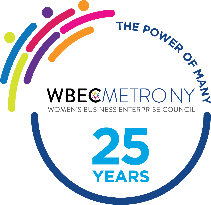 THE POWER OF MANY
WBEC METRO NY
WOMEN'S BUSINESS ENTERPRISE COUNCIL
25
YEARS